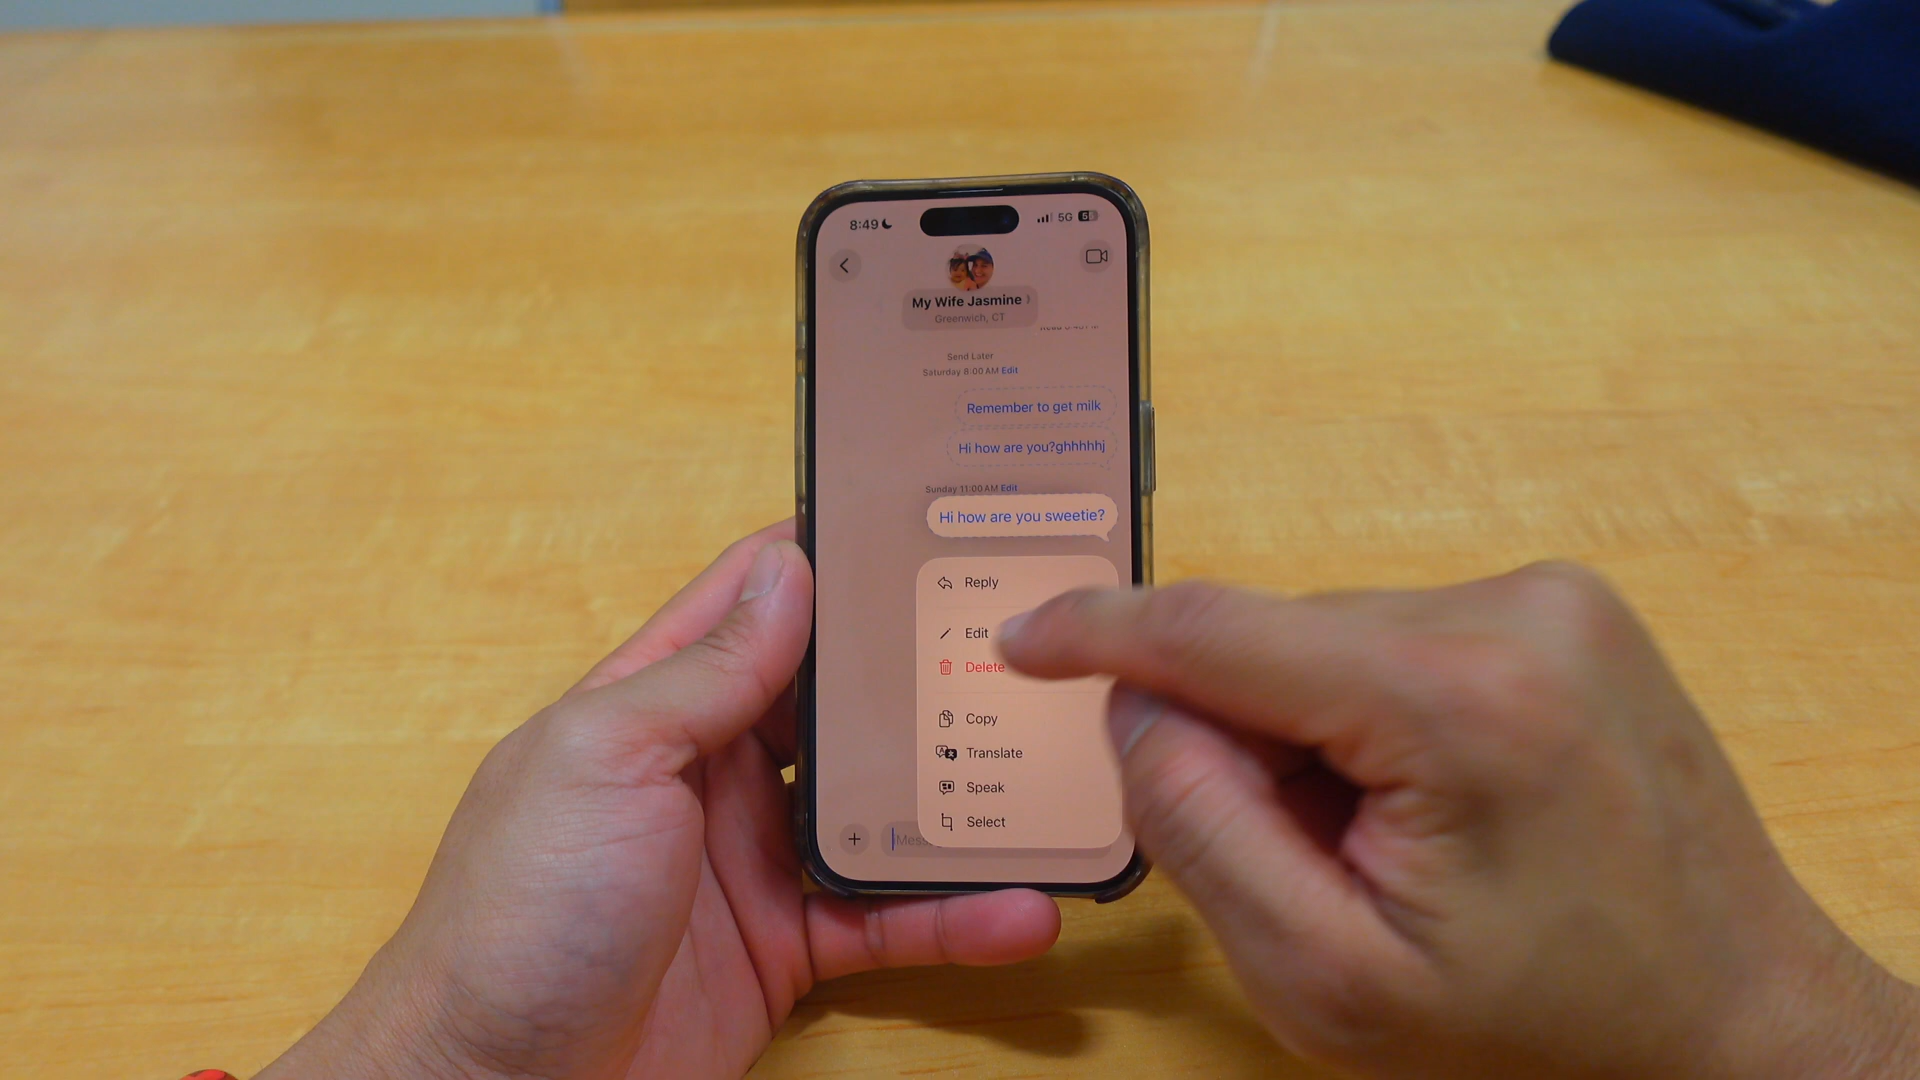 8:49
5G
My Wife Jasmine
Greenwich, CT
Send Later
Saturday 8:00 AM Edit
Remember to get milk
Hi how are you?ghhhhhj
Sunday 11:00 AM Edit
Hi how are you sweetie?
Reply
Edit
Delete
Copy
Translate
Speak
Select